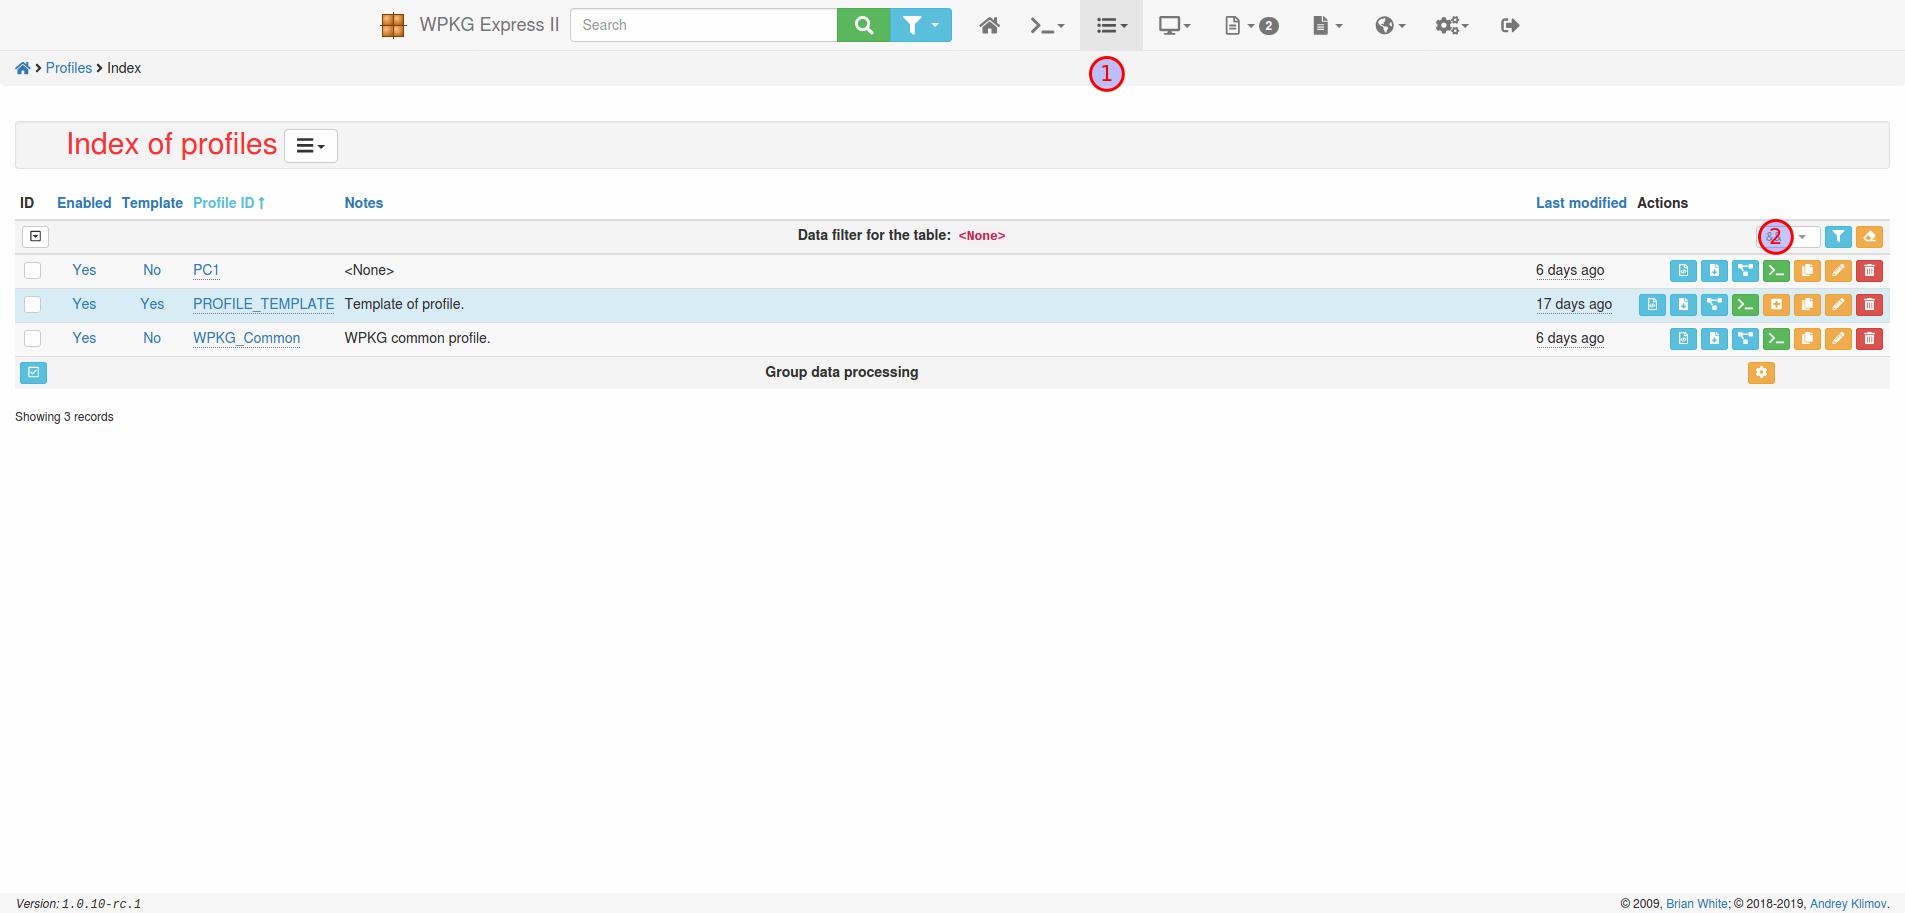 WPKG Express II Search 2
Profiles Index
1
Index of profiles
ID Enabled Template Profile ID Notes Last modified Actions
Data filter for the table: <None> && 2
Yes No PC1 <None> 6 days ago
Yes Yes PROFILE_TEMPLATE Template of profile. 17 days ago
Yes No WPKG_Common WPKG common profile. 6 days ago
Group data processing
Showing 3 records
Version: 1.0.10-rc.1 © 2009, Brian White; © 2018-2019, Andrey Klimov.